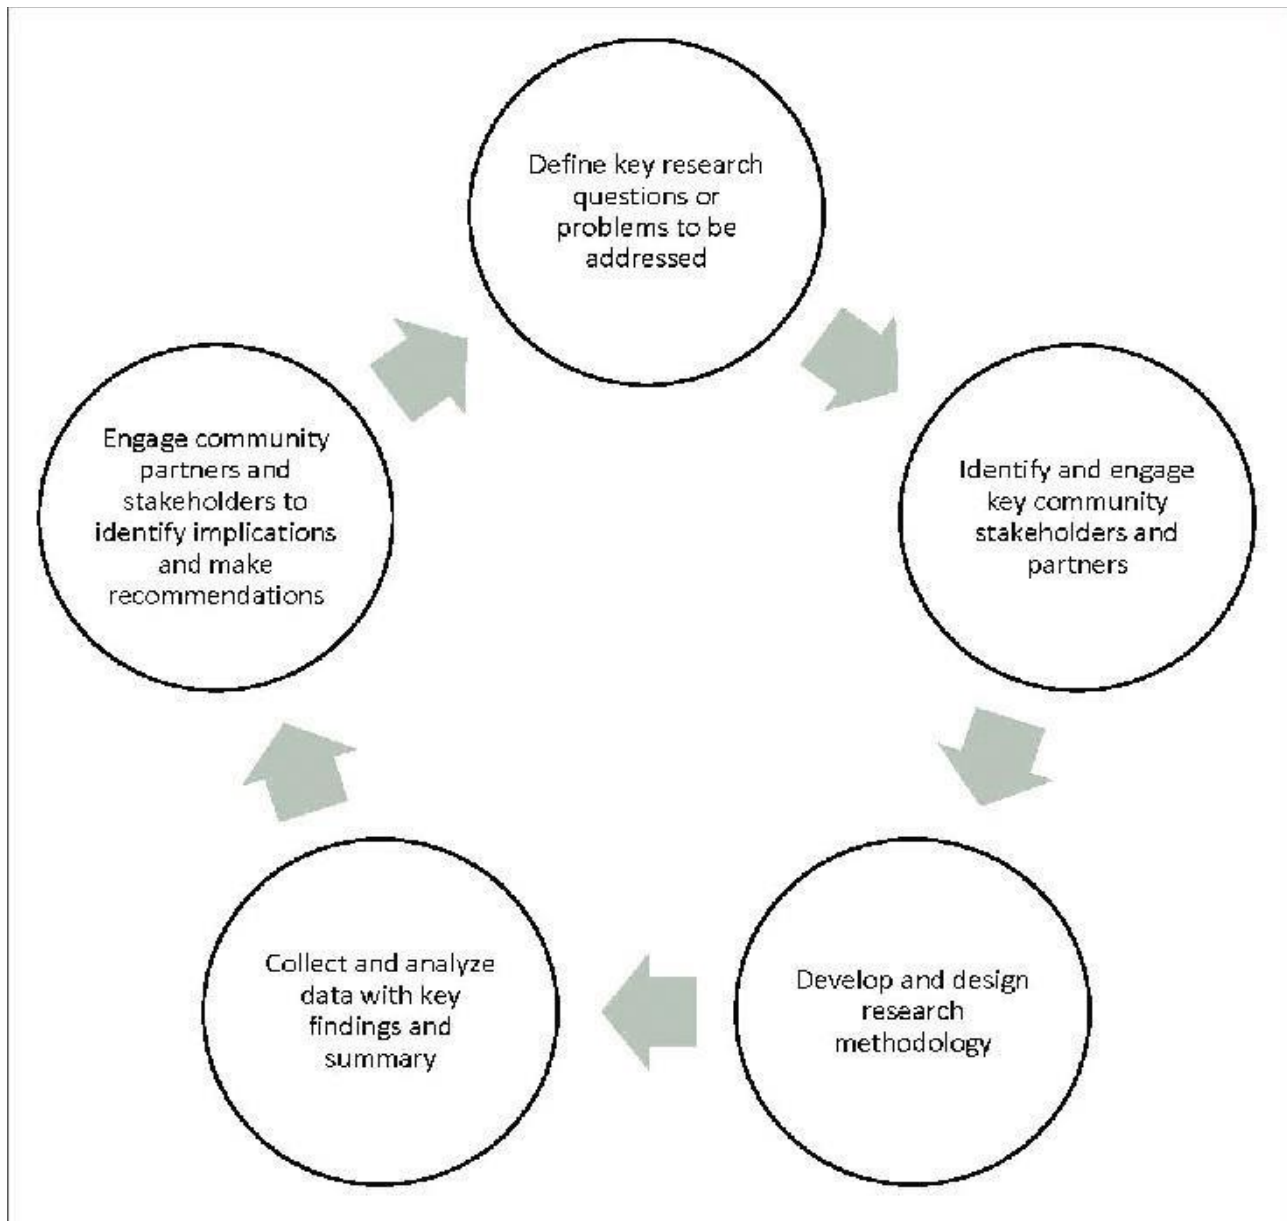 Define key research
questions or
problems to be
addressed
Identify and engage
key community
stakeholders and
partners
Develop and design
research
methodology
Collect and analyze
data with key
findings and
summary
Engage community
partners and
stakeholders to
identify implications
and make
recommendations